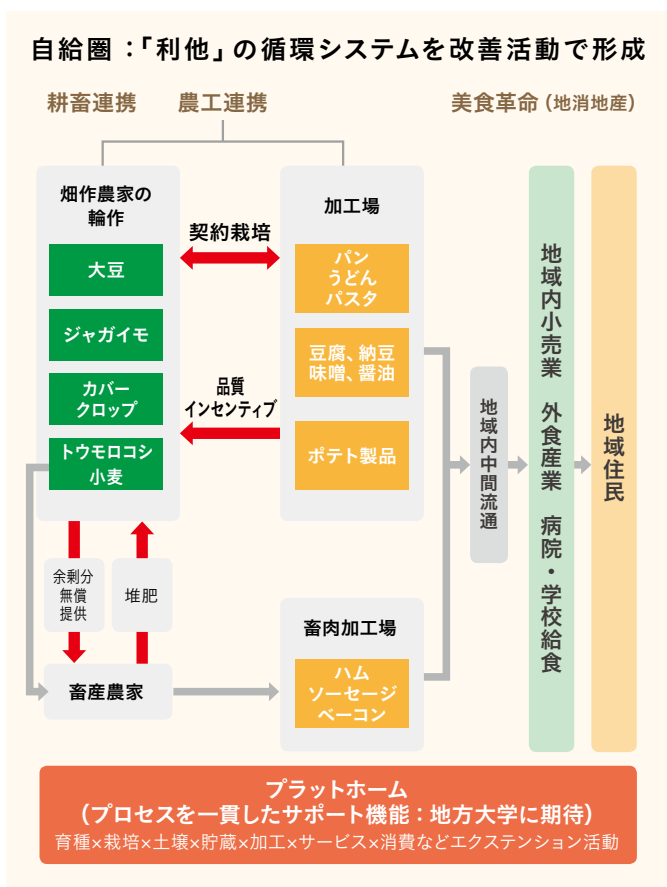 自給圏：「利他」の循環システムを改善活動で形成
耕畜連携
農工連携
美食革命（地消地産）
畑作農家の
輪作
大豆
ジャガイモ
カバー
クロップ
トウモロコシ
小麦
契約栽培
品質
インセンティブ
加工場
パン
うどん
パスタ
豆腐、納豆
味噌、醤油
ポテト製品
余剰分
無償
提供
堆肥
畜産農家
畜肉加工場
ハム
ソーセージ
ベーコン
地域内中間流通
地域内小売業 外食産業 病院・学校給食
地域住民
プラットホーム
（プロセスを一貫したサポート機能：地方大学に期待）
育種×栽培×土壌×貯蔵×加工×サービス×消費などエクステンション活動